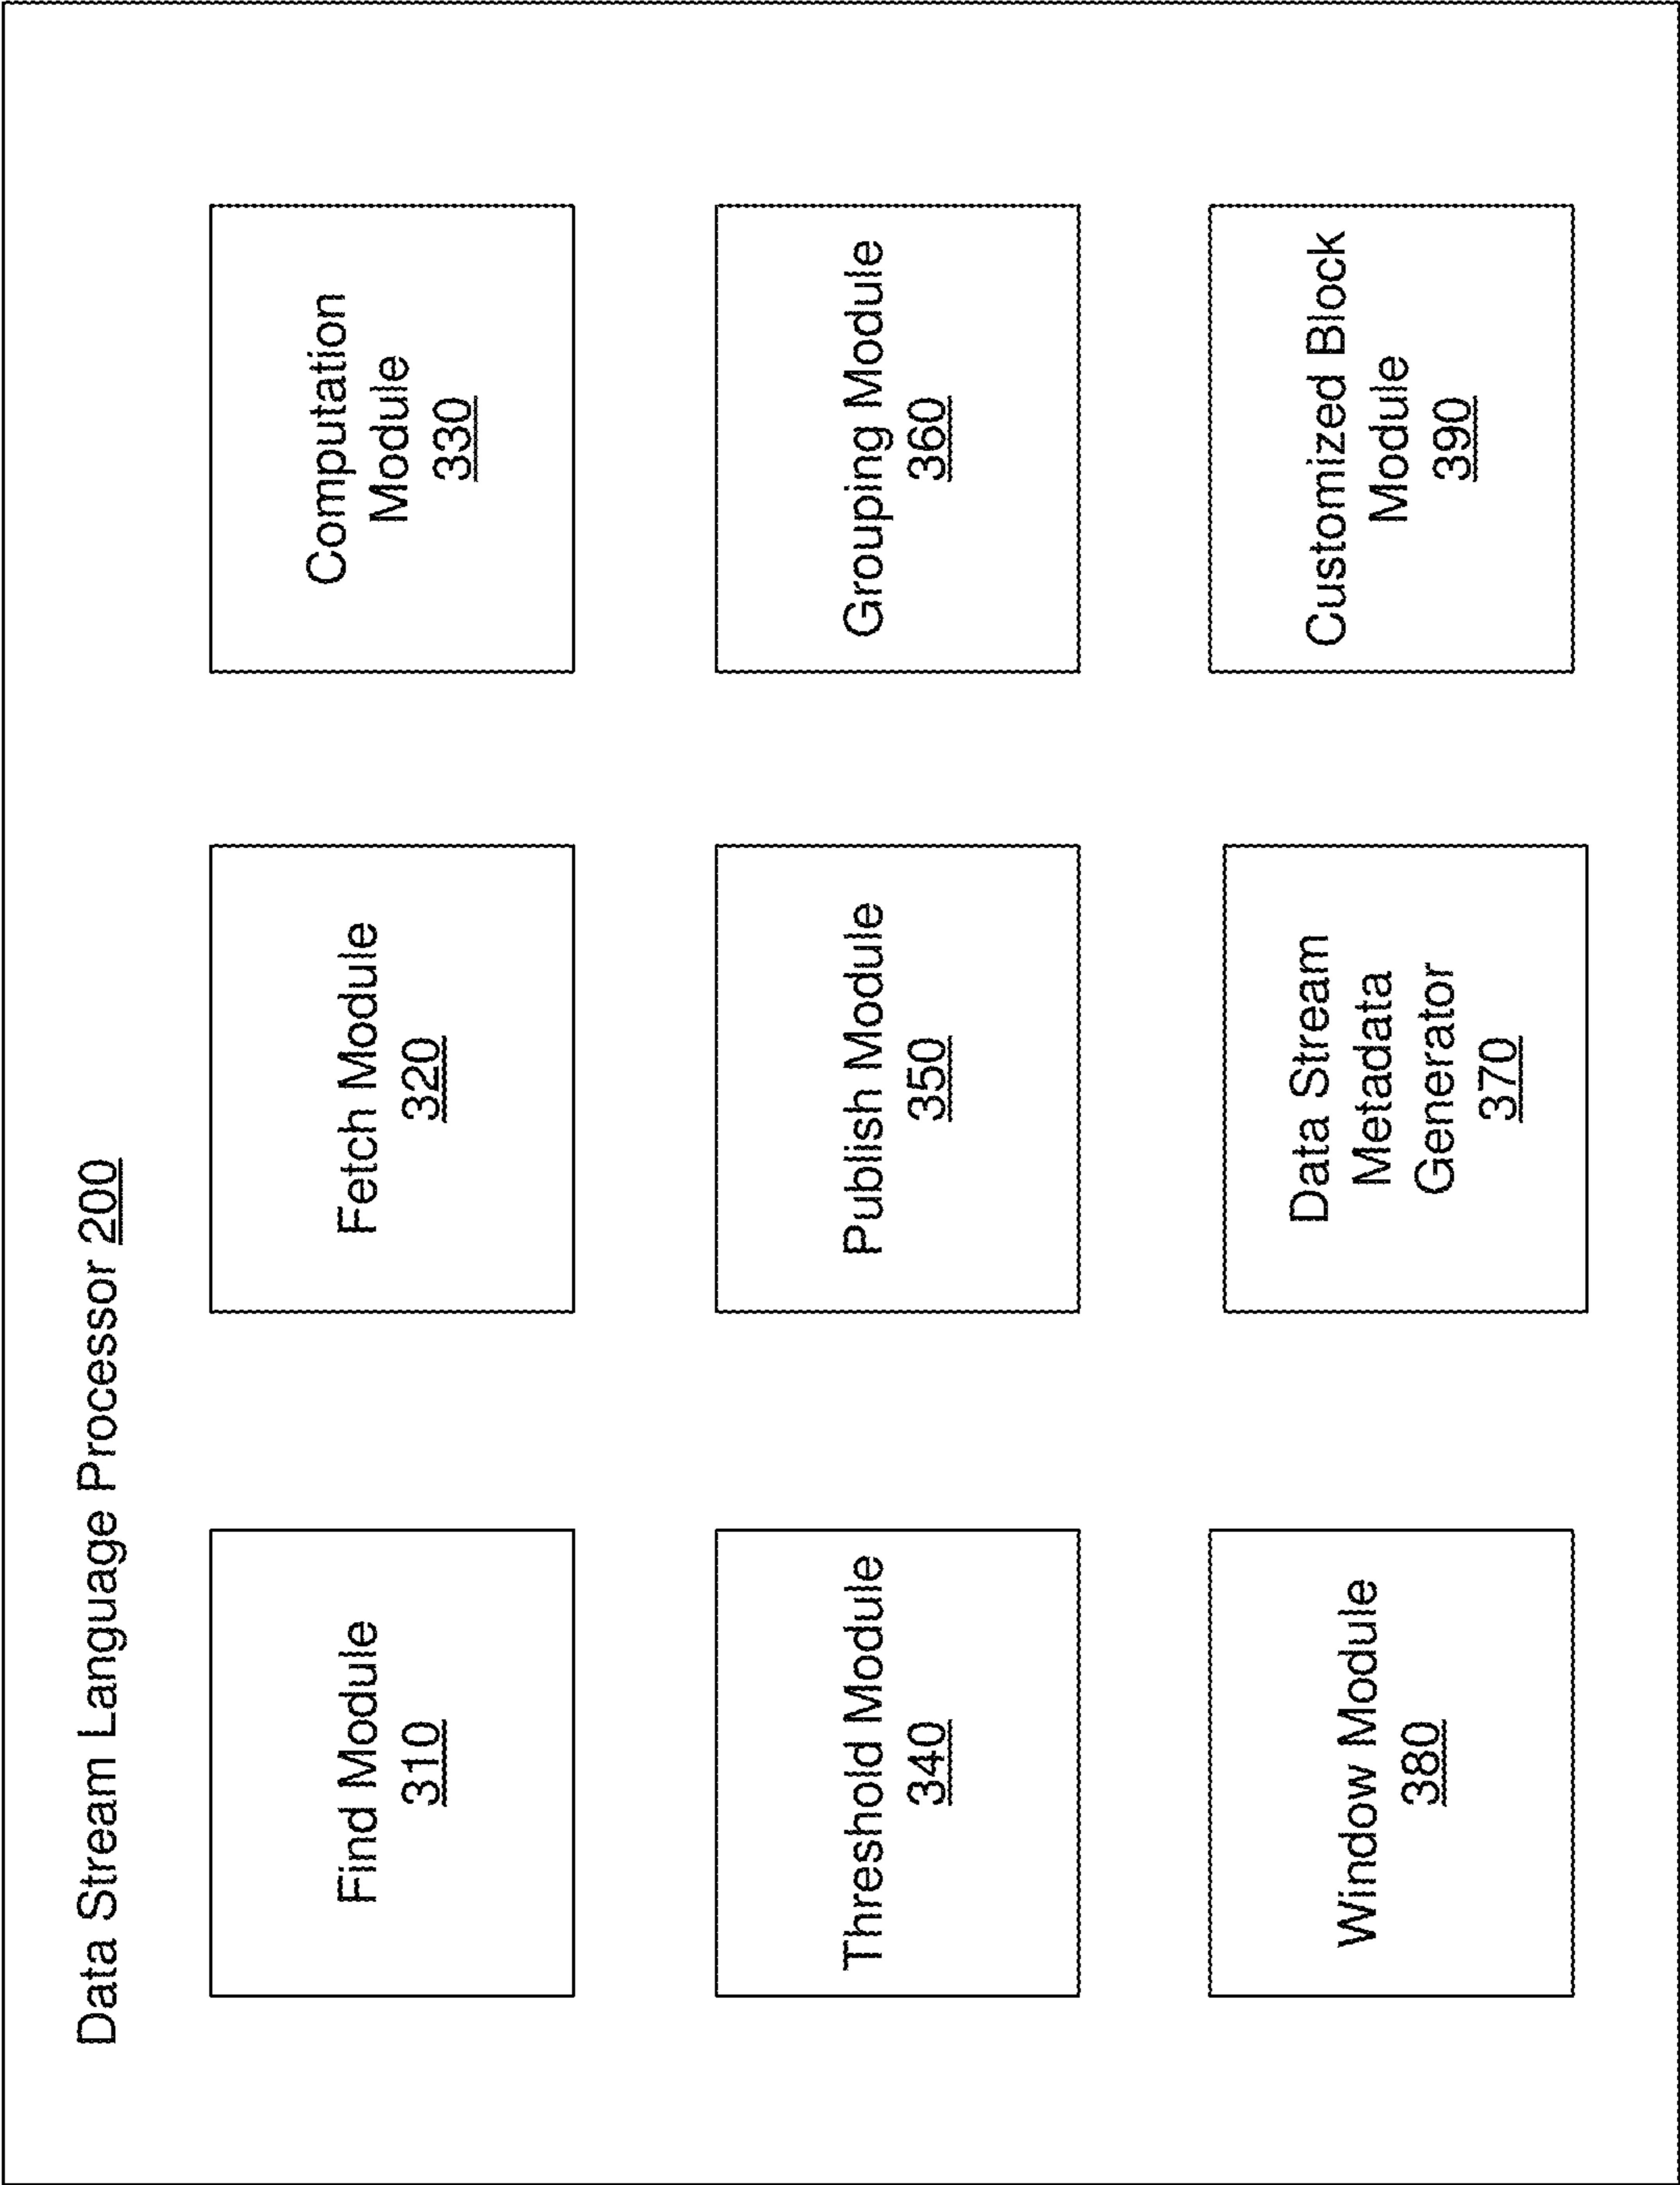 Data Stream Language Processor 200
Find Module
310
Fetch Module
320
Computation
Module
330
Threshold Module
340
Publish Module
350
Grouping Module
360
Window Module
380
Data Stream
Metadata
Generator
370
Customized Block
Module
390